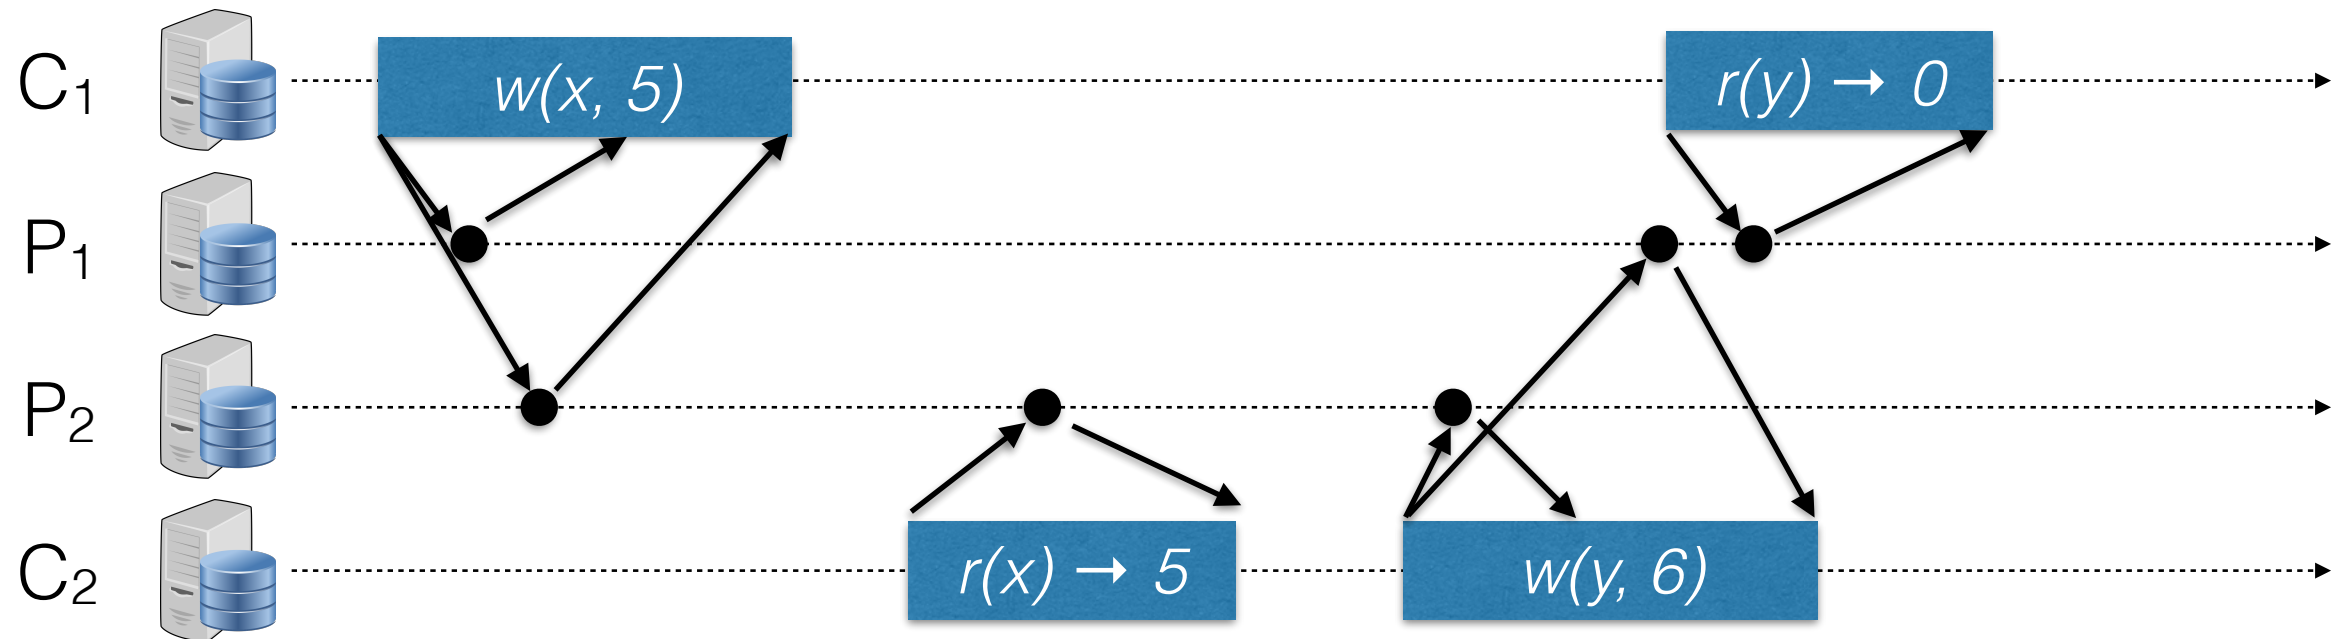 C₁
w(x, 5)
r(y) → 0
P₁
P₂
C₂
r(x) → 5
w(y, 6)